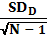 SD_D
√N − 1